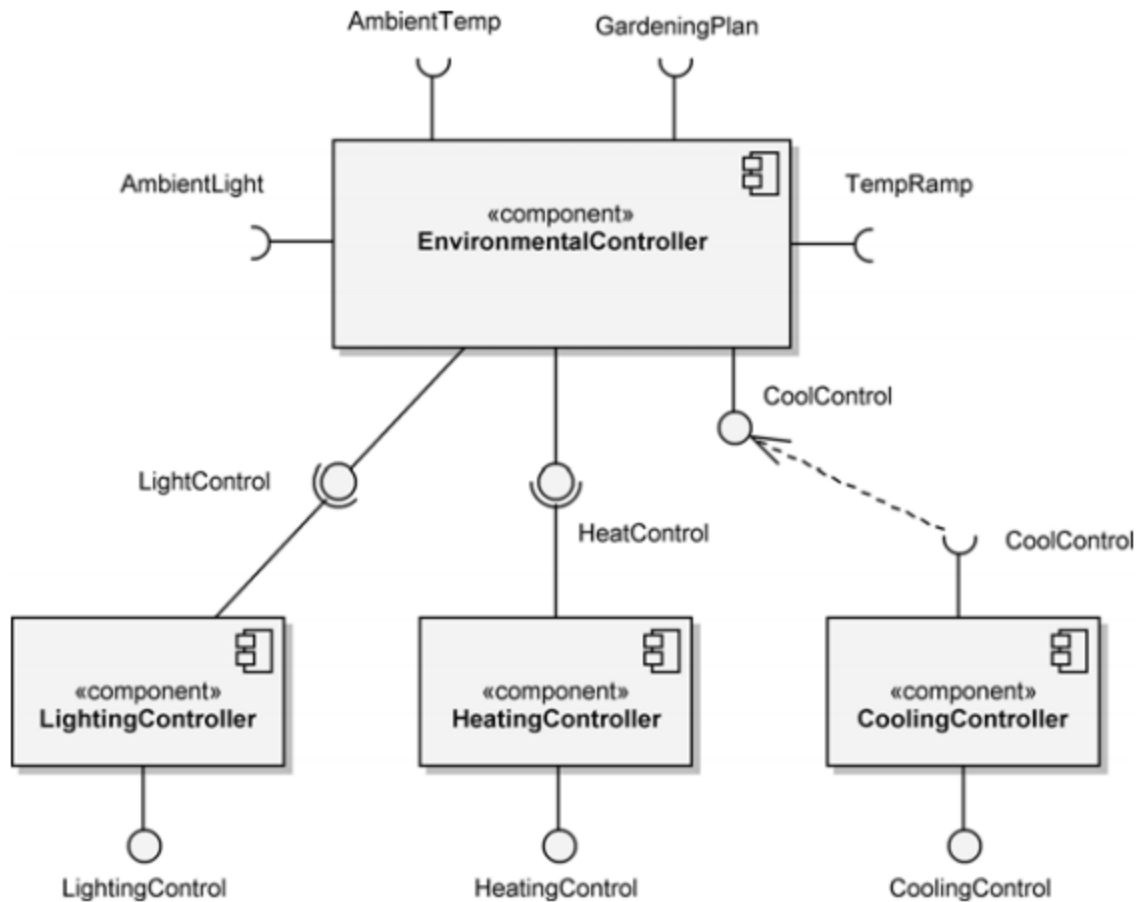 AmbientTemp
GardeningPlan
AmbientLight
TempRamp
«component»
EnvironmentalController
CoolControl
LightControl
HeatControl
CoolControl
«component»
LightingController
«component»
HeatingController
«component»
CoolingController
LightingControl
HeatingControl
CoolingControl